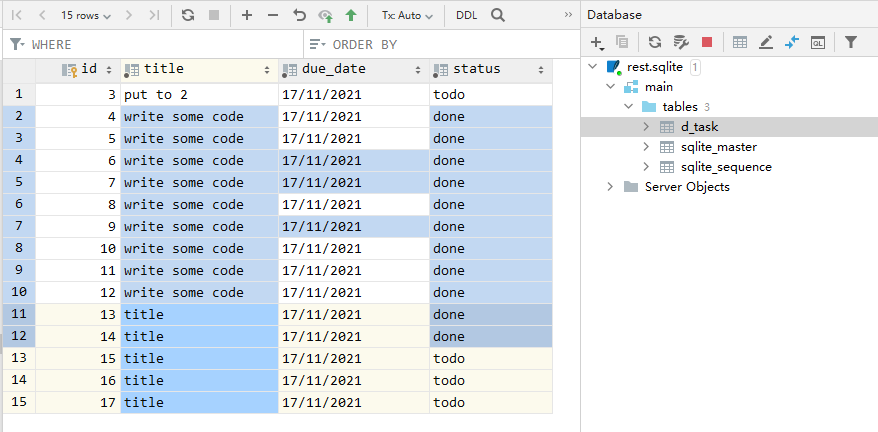 15 rows Tx: Auto DDL »
WHERE ORDER BY
id title due_date status
1 3 put to 2 17/11/2021 todo
2 4 write some code 17/11/2021 done
3 5 write some code 17/11/2021 done
4 6 write some code 17/11/2021 done
5 7 write some code 17/11/2021 done
6 8 write some code 17/11/2021 done
7 9 write some code 17/11/2021 done
8 10 write some code 17/11/2021 done
9 11 write some code 17/11/2021 done
10 12 write some code 17/11/2021 done
11 13 title 17/11/2021 done
12 14 title 17/11/2021 done
13 15 title 17/11/2021 todo
14 16 title 17/11/2021 todo
15 17 title 17/11/2021 todo
Database
QL
rest.sqlite 1
main
tables 3
d_task
sqlite_master
sqlite_sequence
Server Objects